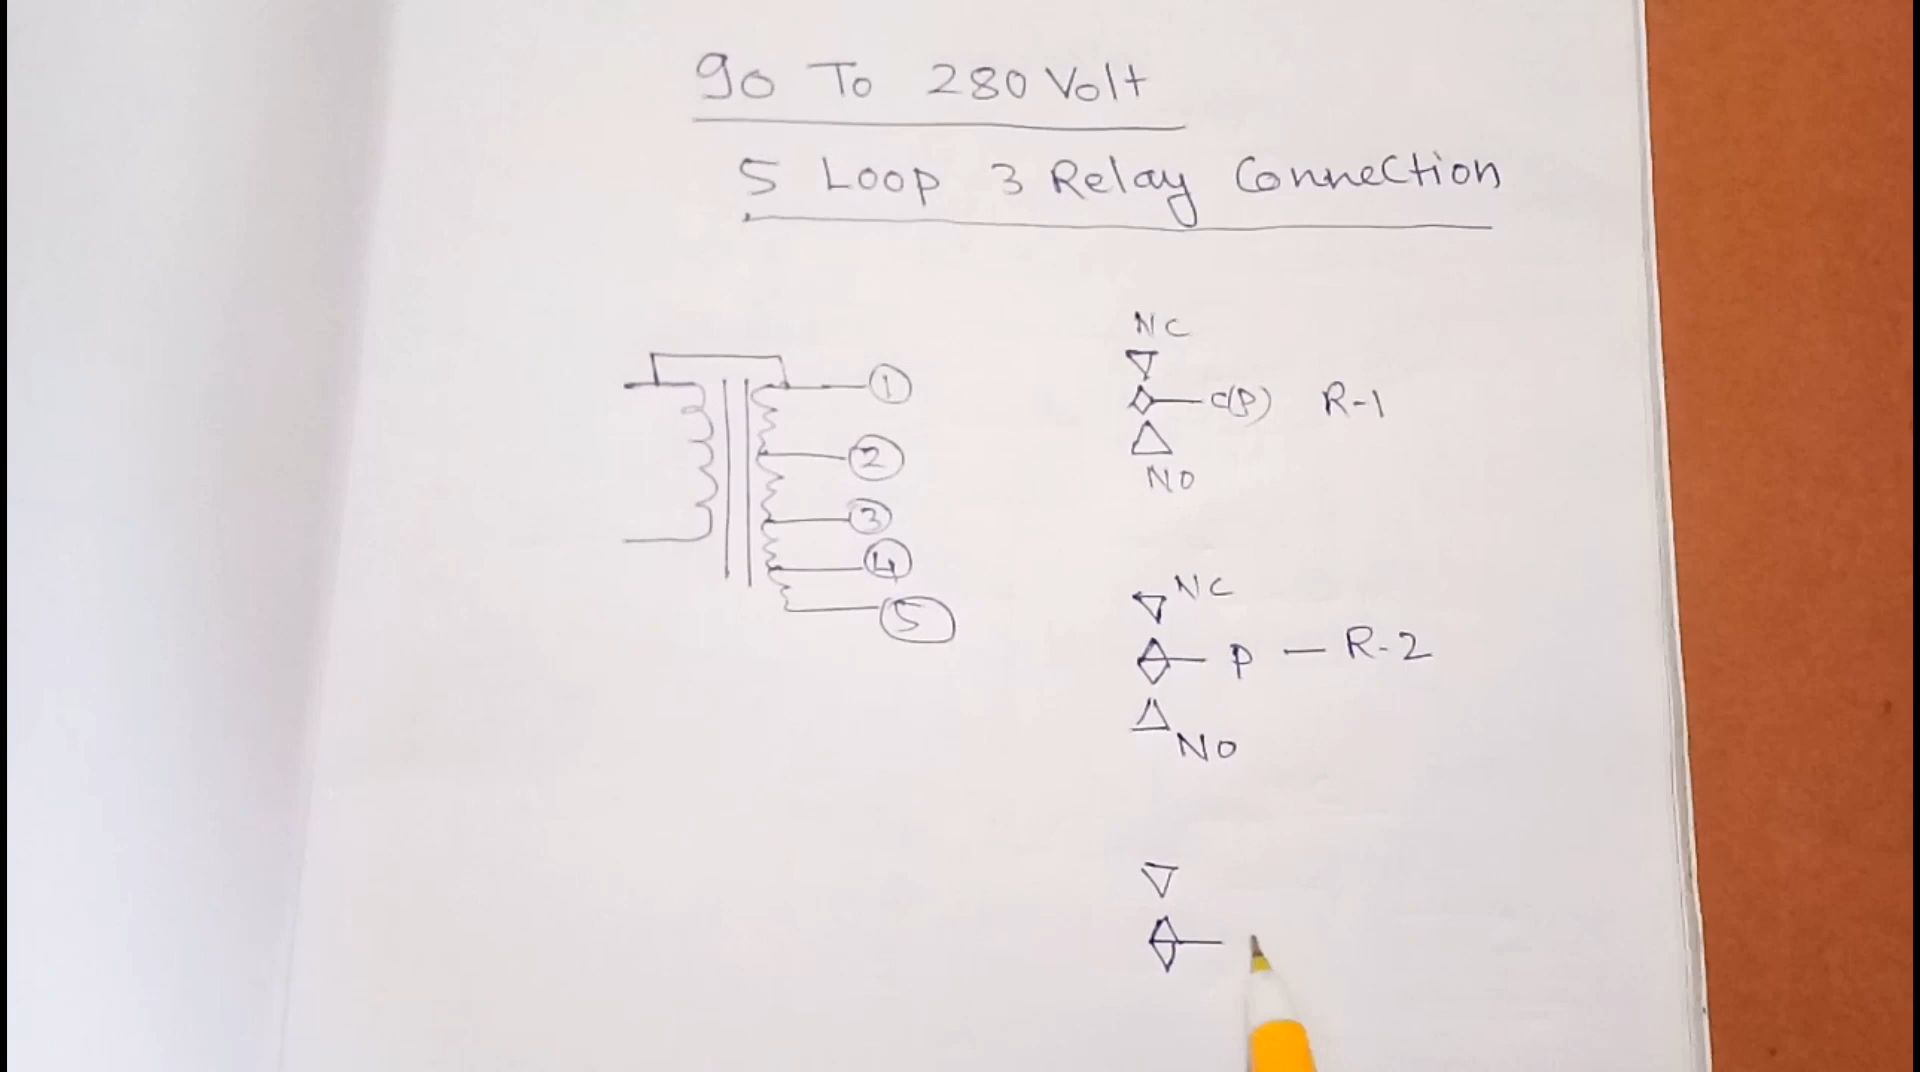 90 To 280 Volt
5 Loop 3 Relay Connection
1
2
3
4
5
NC
C(P) R-1
NO
NC
P — R-2
NO